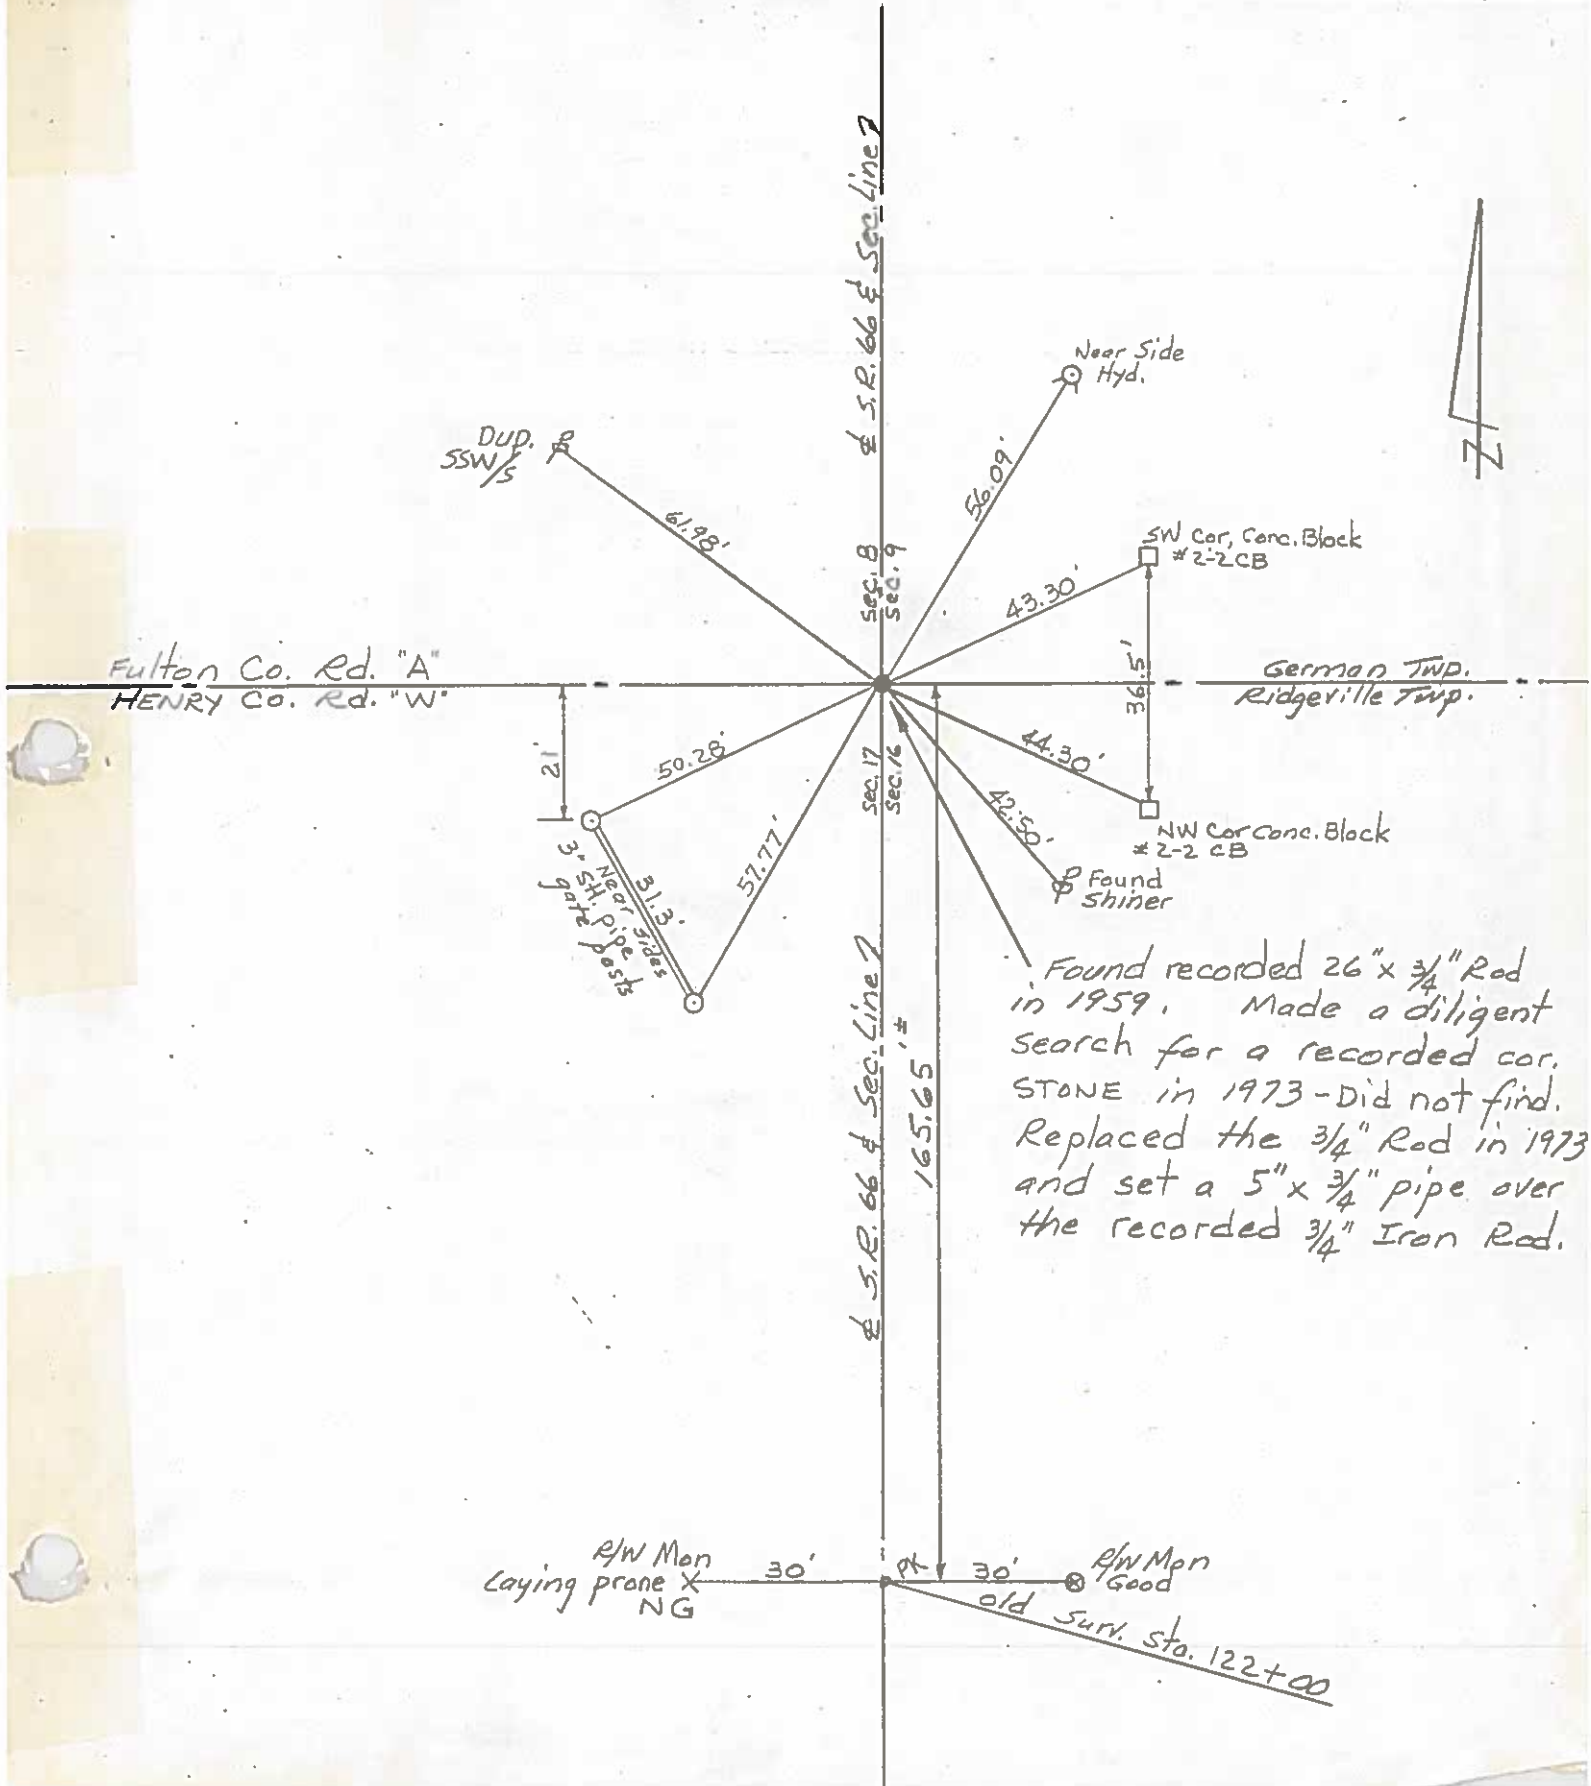 ℄ S.R. 66 & Sec. Line
Near Side
Hyd.
Dup.
SSW/S
61.98'
56.09'
N
SW Cor, Conc. Block
# 2-2 CB
43.30'
Sec. 8
Sec. 9
36.5'
Fulton Co. Rd. "A"
HENRY Co. Rd. "W"
German Twp.
Ridgeville Twp.
21'
50.28'
57.77'
Sec. 17
Sec. 16
44.30'
42.50'
NW Cor Conc. Block
# 2-2 CB
Found
Shiner
31.3'
Near Sides
3" Stl. pipe
gate posts
Found recorded 26" x 3/4" Rod
in 1959. Made a diligent
search for a recorded cor.
STONE in 1973 - Did not find.
Replaced the 3/4" Rod in 1973
and set a 5" x 3/4" pipe over
the recorded 3/4" Iron Rod.
℄ S.R. 66 & Sec. Line
165.65'±
R/W Mon
Laying prone
NG
30'
PK
30'
R/W Mon
Good
old Surv. Sta. 122+00